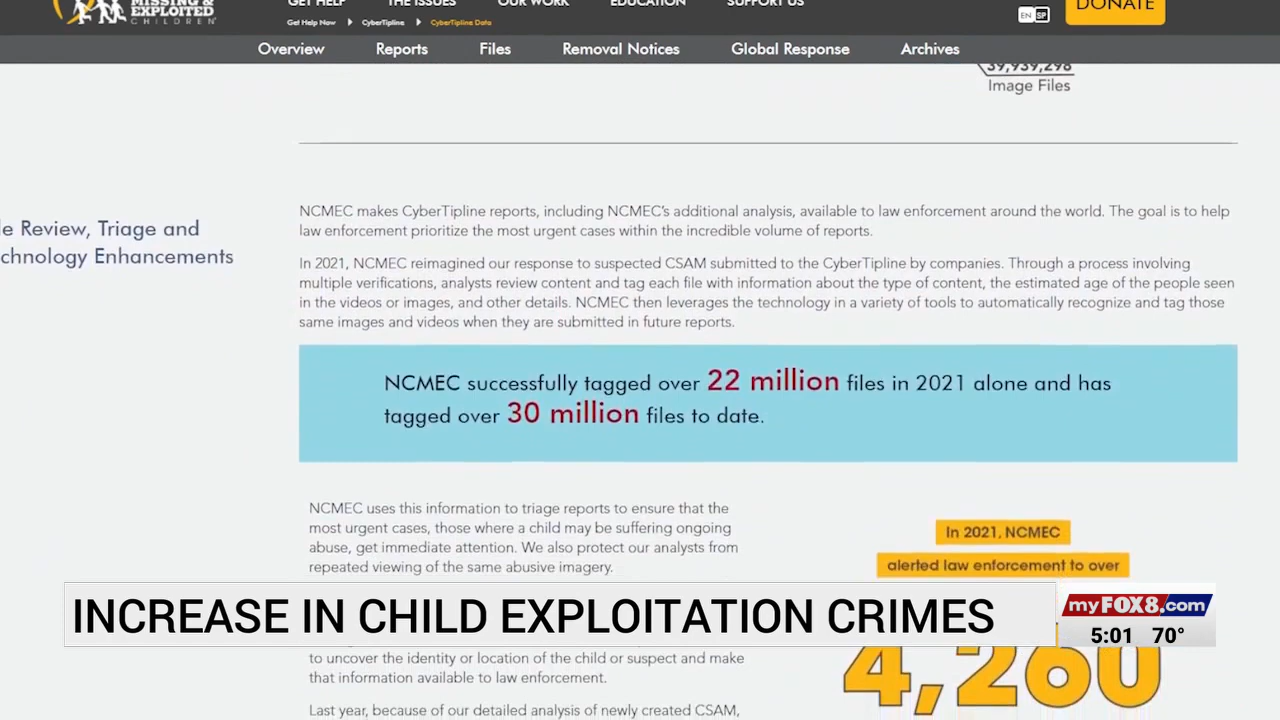 MISSING &
EXPLOITED
CHILDREN
GET HELP THE ISSUES OUR WORK EDUCATION SUPPORT US
Get Help Now CyberTipline CyberTipline Data
EN SP
DONATE
Overview Reports Files Removal Notices Global Response Archives
39,939,298
Image Files
le Review, Triage and
chnology Enhancements
NCMEC makes CyberTipline reports, including NCMEC's additional analysis, available to law enforcement around the world. The goal is to help
law enforcement prioritize the most urgent cases within the incredible volume of reports.
In 2021, NCMEC reimagined our response to suspected CSAM submitted to the CyberTipline by companies. Through a process involving
multiple verifications, analysts review content and tag each file with information about the type of content, the estimated age of the people seen
in the videos or images, and other details. NCMEC then leverages the technology in a variety of tools to automatically recognize and tag those
same images and videos when they are submitted in future reports.
NCMEC successfully tagged over 22 million files in 2021 alone and has
tagged over 30 million files to date.
NCMEC uses this information to triage reports to ensure that the
most urgent cases, those where a child may be suffering ongoing
abuse, get immediate attention. We also protect our analysts from
repeated viewing of the same abusive imagery.
In 2021, NCMEC
alerted law enforcement to over
4,260
INCREASE IN CHILD EXPLOITATION CRIMES
myFOX8.com
5:01 70°
to uncover the identity or location of the child or suspect and make
that information available to law enforcement.
Last year, because of our detailed analysis of newly created CSAM,